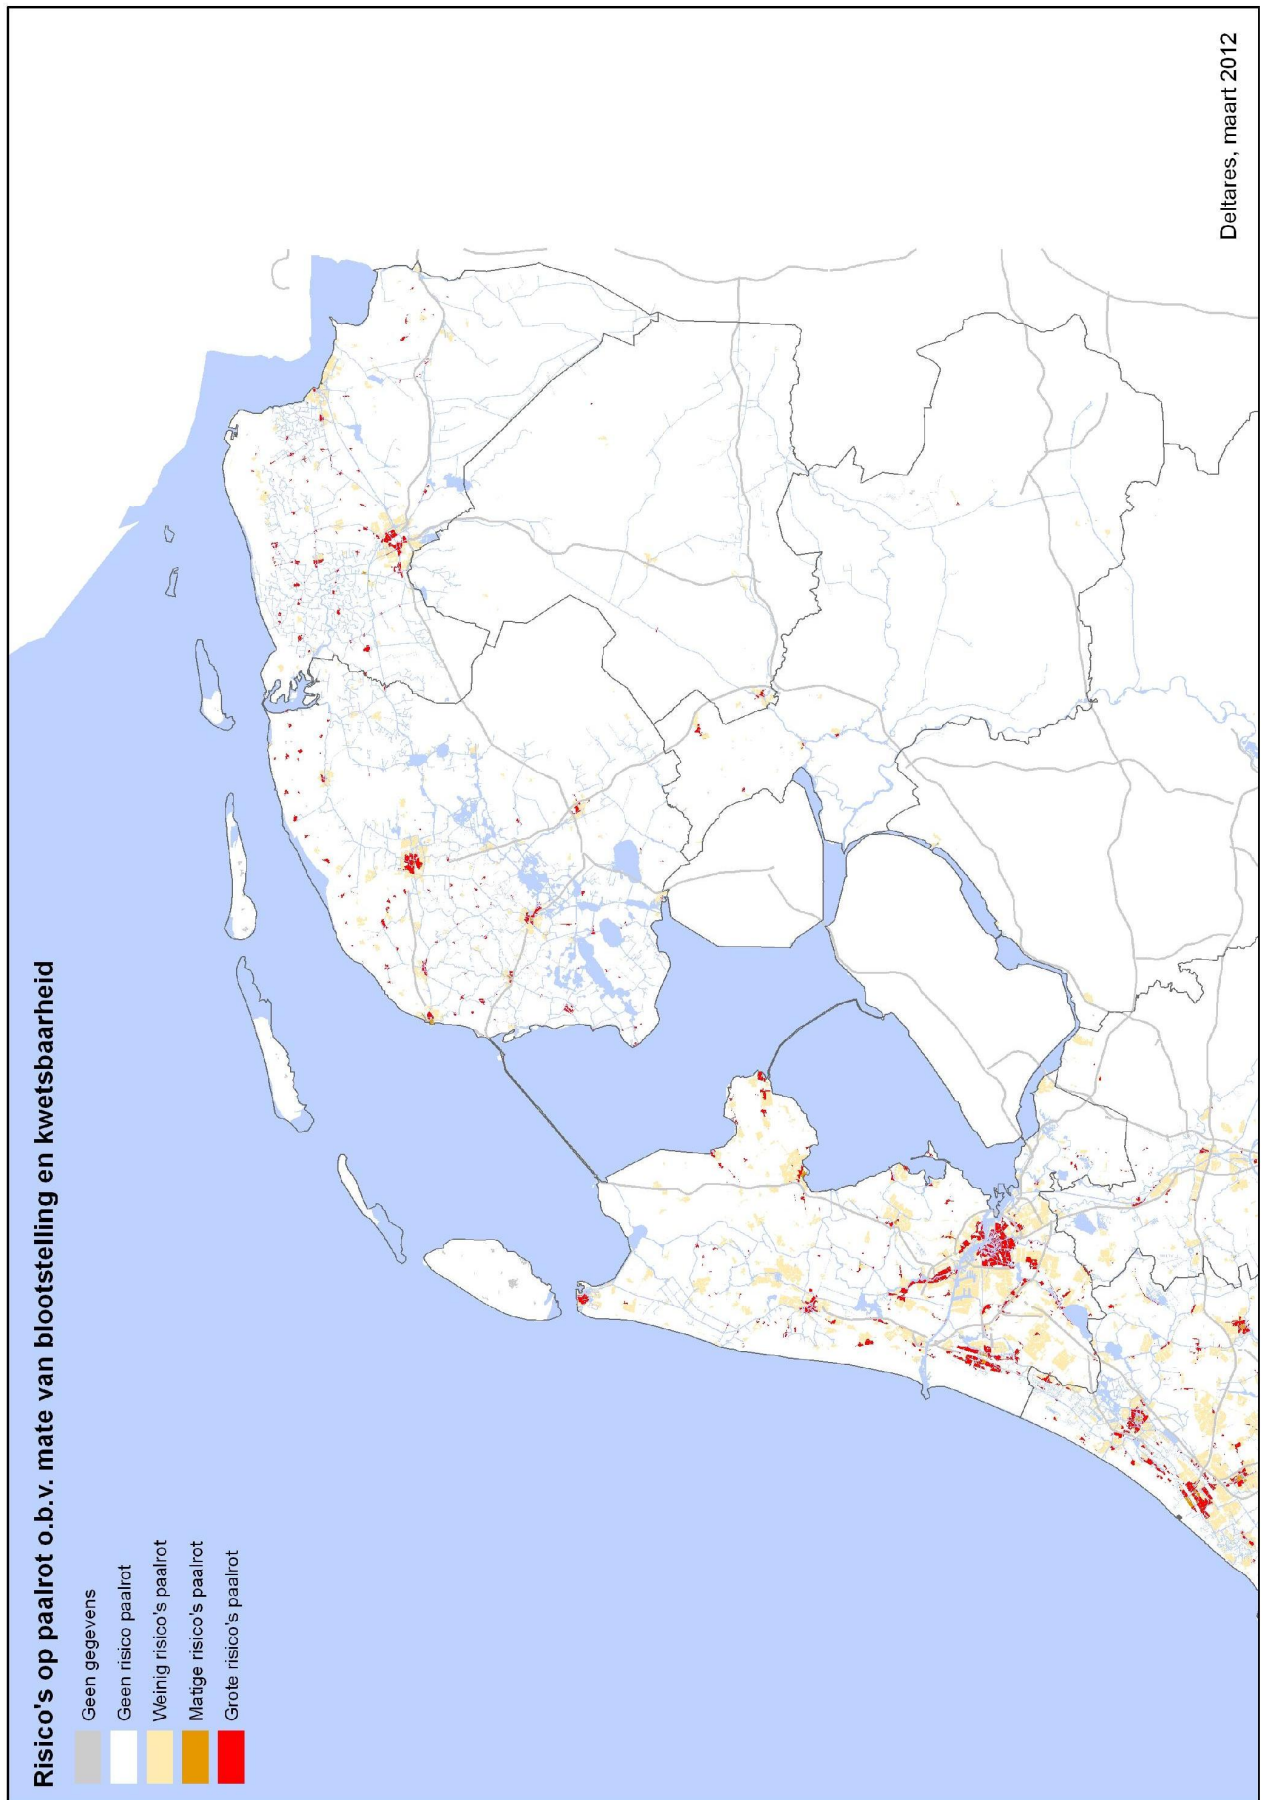 Risico's op paalrot o.b.v. mate van blootstelling en kwetsbaarheid
Geen gegevens
Geen risico paalrot
Weinig risico's paalrot
Matige risico's paalrot
Grote risico's paalrot
Deltares, maart 2012